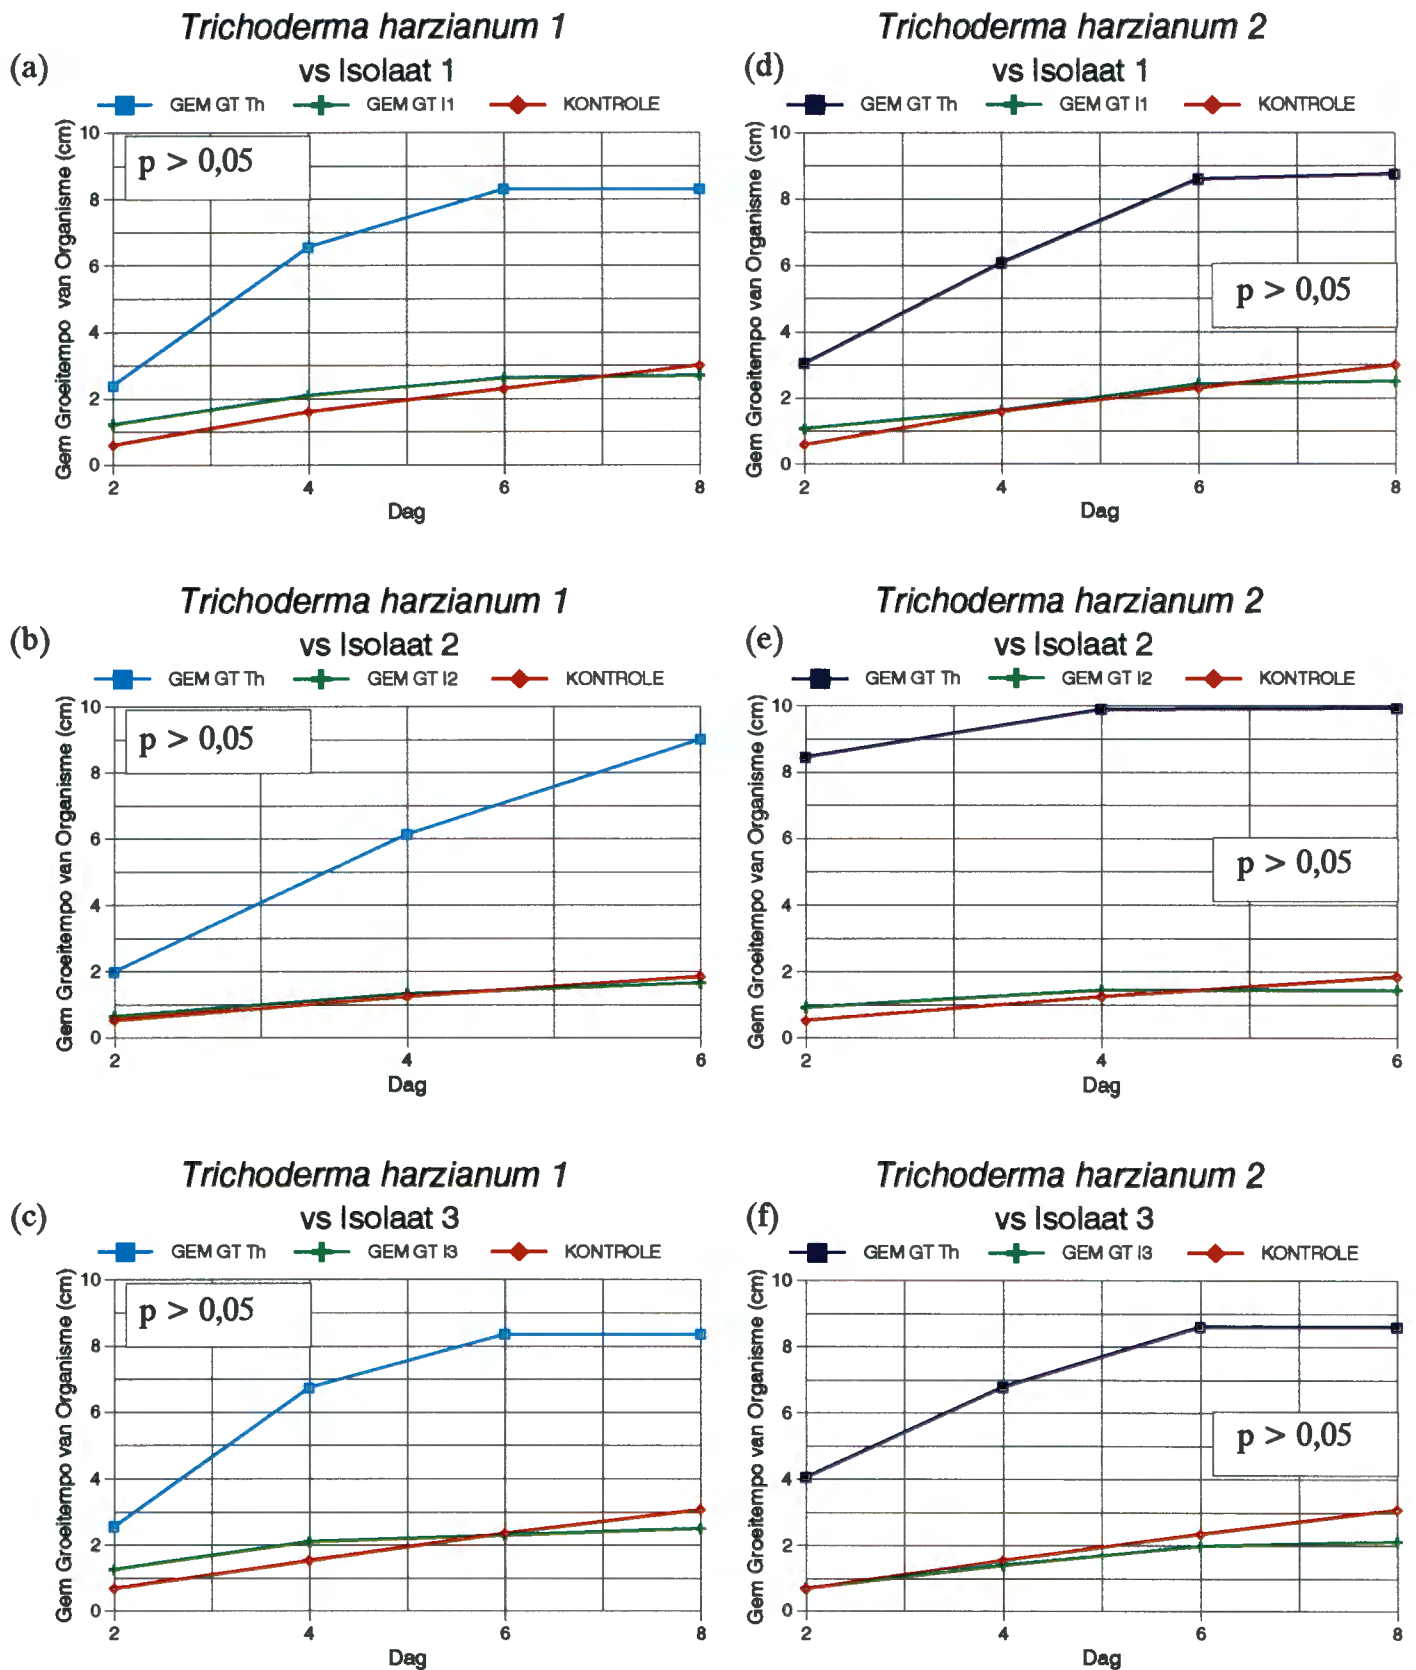 Trichoderma harzianum 1
(a)
vs Isolaat 1
GEM GT Th GEM GT I1 KONTROLE
Gem Groeitempo van Organisme (cm)
10
8
6
4
2
0
p > 0,05
2 4 6 8
Dag
Trichoderma harzianum 2
(d)
vs Isolaat 1
GEM GT Th GEM GT I1 KONTROLE
Gem Groeitempo van Organisme (cm)
10
8
6
4
2
0
p > 0,05
2 4 6 8
Dag
Trichoderma harzianum 1
(b)
vs Isolaat 2
GEM GT Th GEM GT I2 KONTROLE
Gem Groeitempo van Organisme (cm)
10
8
6
4
2
0
p > 0,05
2 4 6
Dag
Trichoderma harzianum 2
(e)
vs Isolaat 2
GEM GT Th GEM GT I2 KONTROLE
Gem Groeitempo van Organisme (cm)
10
8
6
4
2
0
p > 0,05
2 4 6
Dag
Trichoderma harzianum 1
(c)
vs Isolaat 3
GEM GT Th GEM GT I3 KONTROLE
Gem Groeitempo van Organisme (cm)
10
8
6
4
2
0
p > 0,05
2 4 6 8
Dag
Trichoderma harzianum 2
(f)
vs Isolaat 3
GEM GT Th GEM GT I3 KONTROLE
Gem Groeitempo van Organisme (cm)
10
8
6
4
2
0
p > 0,05
2 4 6 8
Dag